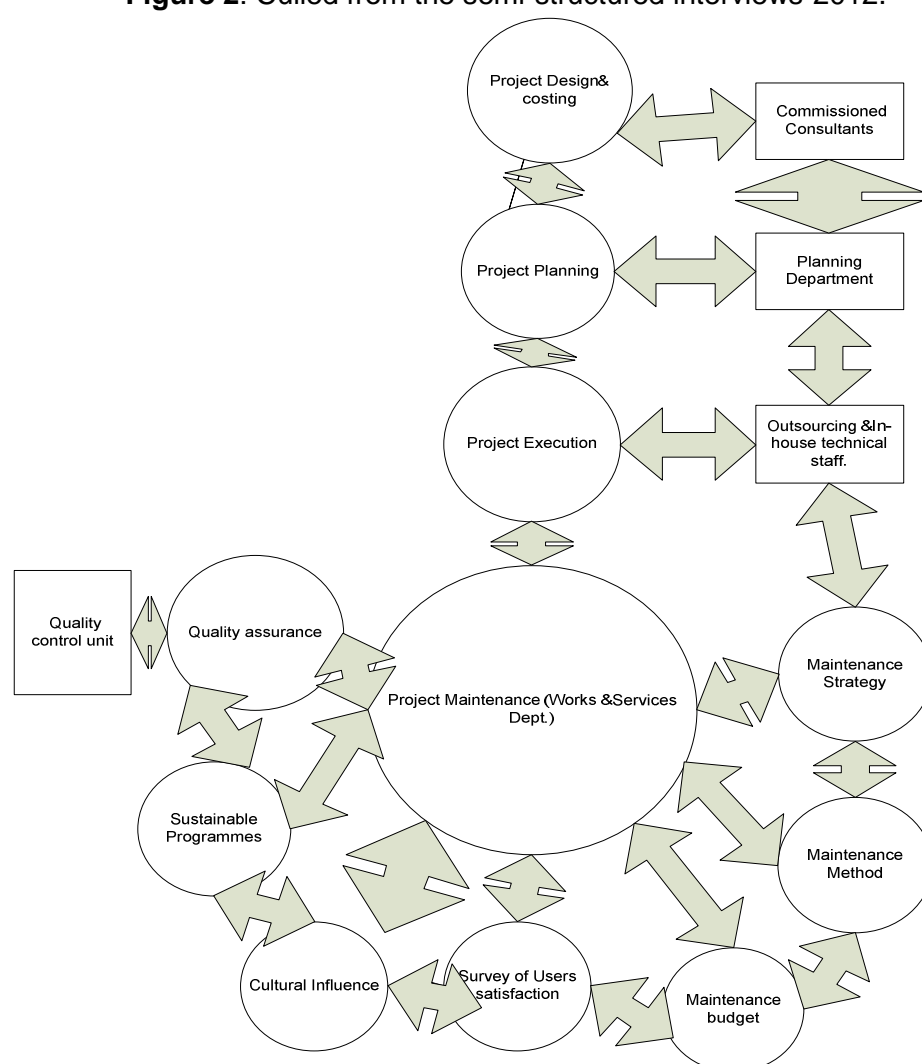 Figure 2. Culled from the semi-structured interviews 2012.
Project Design&
costing
Commissioned
Consultants
Project Planning
Planning
Department
Project Execution
Outsourcing &In-
house technical
staff.
Quality
control unit
Quality assurance
Project Maintenance (Works &Services
Dept.)
Maintenance
Strategy
Sustainable
Programmes
Maintenance
Method
Cultural Influence
Survey of Users
satisfaction
Maintenance
budget